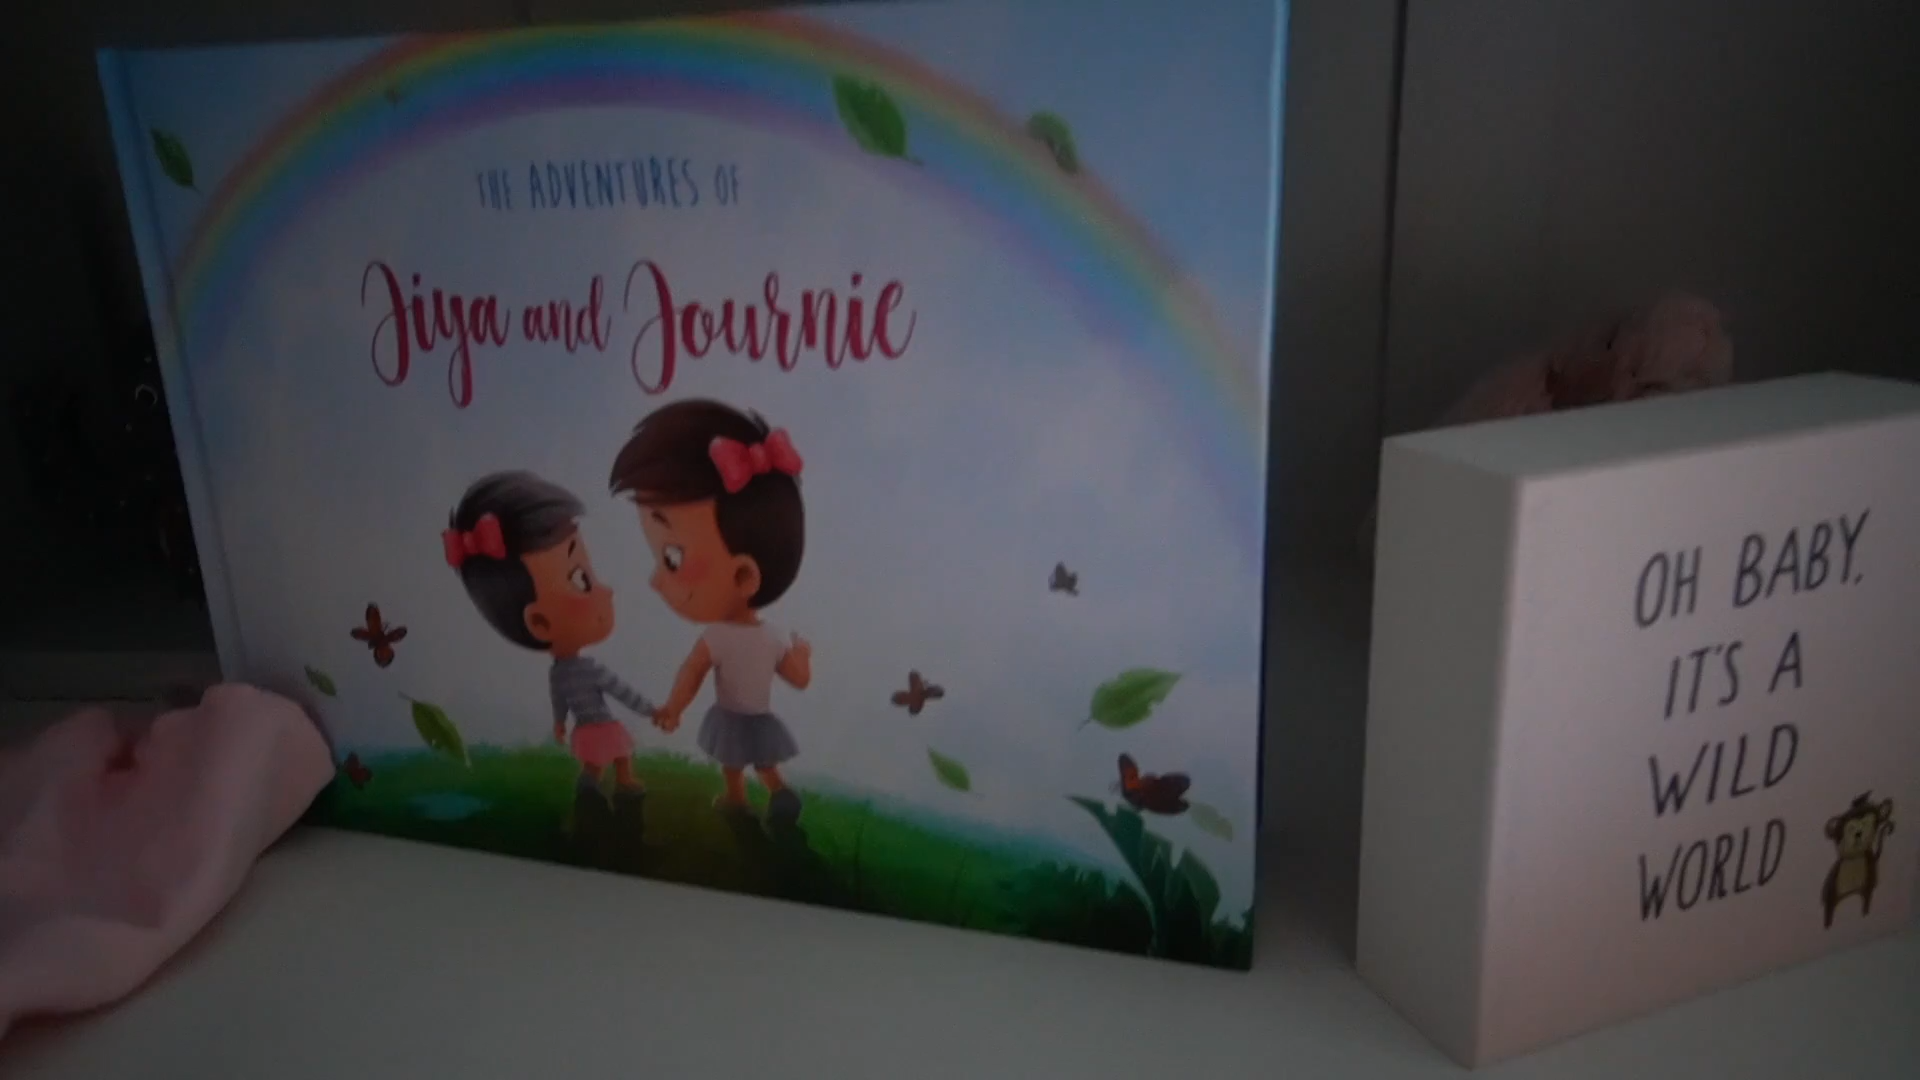 THE ADVENTURES OF
Jiya and Journie
OH BABY,
IT'S A
WILD
WORLD